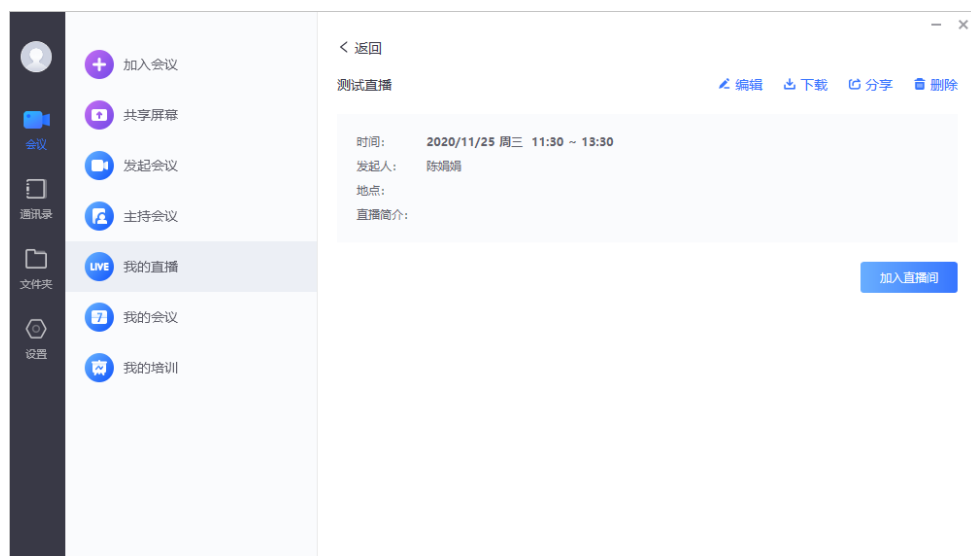 会议
通讯录
文件夹
设置
加入会议
共享屏幕
发起会议
主持会议
LIVE 我的直播
7 我的会议
我的培训
返回
测试直播 编辑 下载 分享 删除
时间: 2020/11/25 周三 11:30 ~ 13:30
发起人: 陈娟娟
地点:
直播简介:
加入直播间